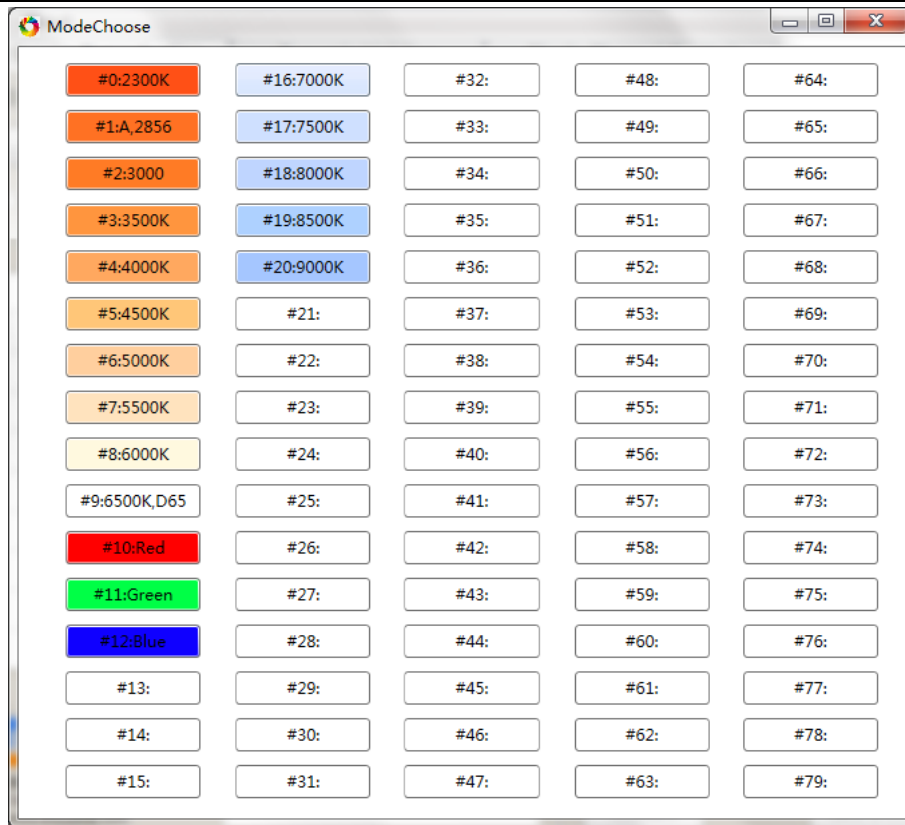 ModeChoose
#0:2300K #16:7000K #32: #48: #64:
#1:A,2856 #17:7500K #33: #49: #65:
#2:3000 #18:8000K #34: #50: #66:
#3:3500K #19:8500K #35: #51: #67:
#4:4000K #20:9000K #36: #52: #68:
#5:4500K #21: #37: #53: #69:
#6:5000K #22: #38: #54: #70:
#7:5500K #23: #39: #55: #71:
#8:6000K #24: #40: #56: #72:
#9:6500K,D65 #25: #41: #57: #73:
#10:Red #26: #42: #58: #74:
#11:Green #27: #43: #59: #75:
#12:Blue #28: #44: #60: #76:
#13: #29: #45: #61: #77:
#14: #30: #46: #62: #78:
#15: #31: #47: #63: #79: